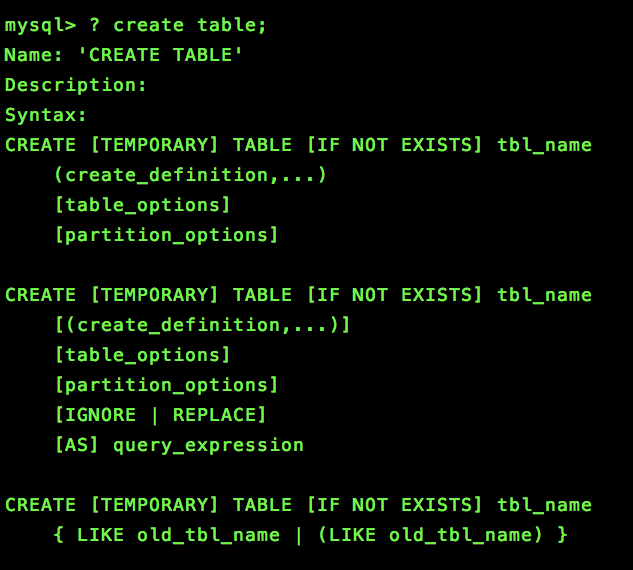 mysql> ? create table;
Name: 'CREATE TABLE'
Description:
Syntax:
CREATE [TEMPORARY] TABLE [IF NOT EXISTS] tbl_name
    (create_definition,...)
    [table_options]
    [partition_options]

CREATE [TEMPORARY] TABLE [IF NOT EXISTS] tbl_name
    [(create_definition,...)]
    [table_options]
    [partition_options]
    [IGNORE | REPLACE]
    [AS] query_expression

CREATE [TEMPORARY] TABLE [IF NOT EXISTS] tbl_name
    { LIKE old_tbl_name | (LIKE old_tbl_name) }